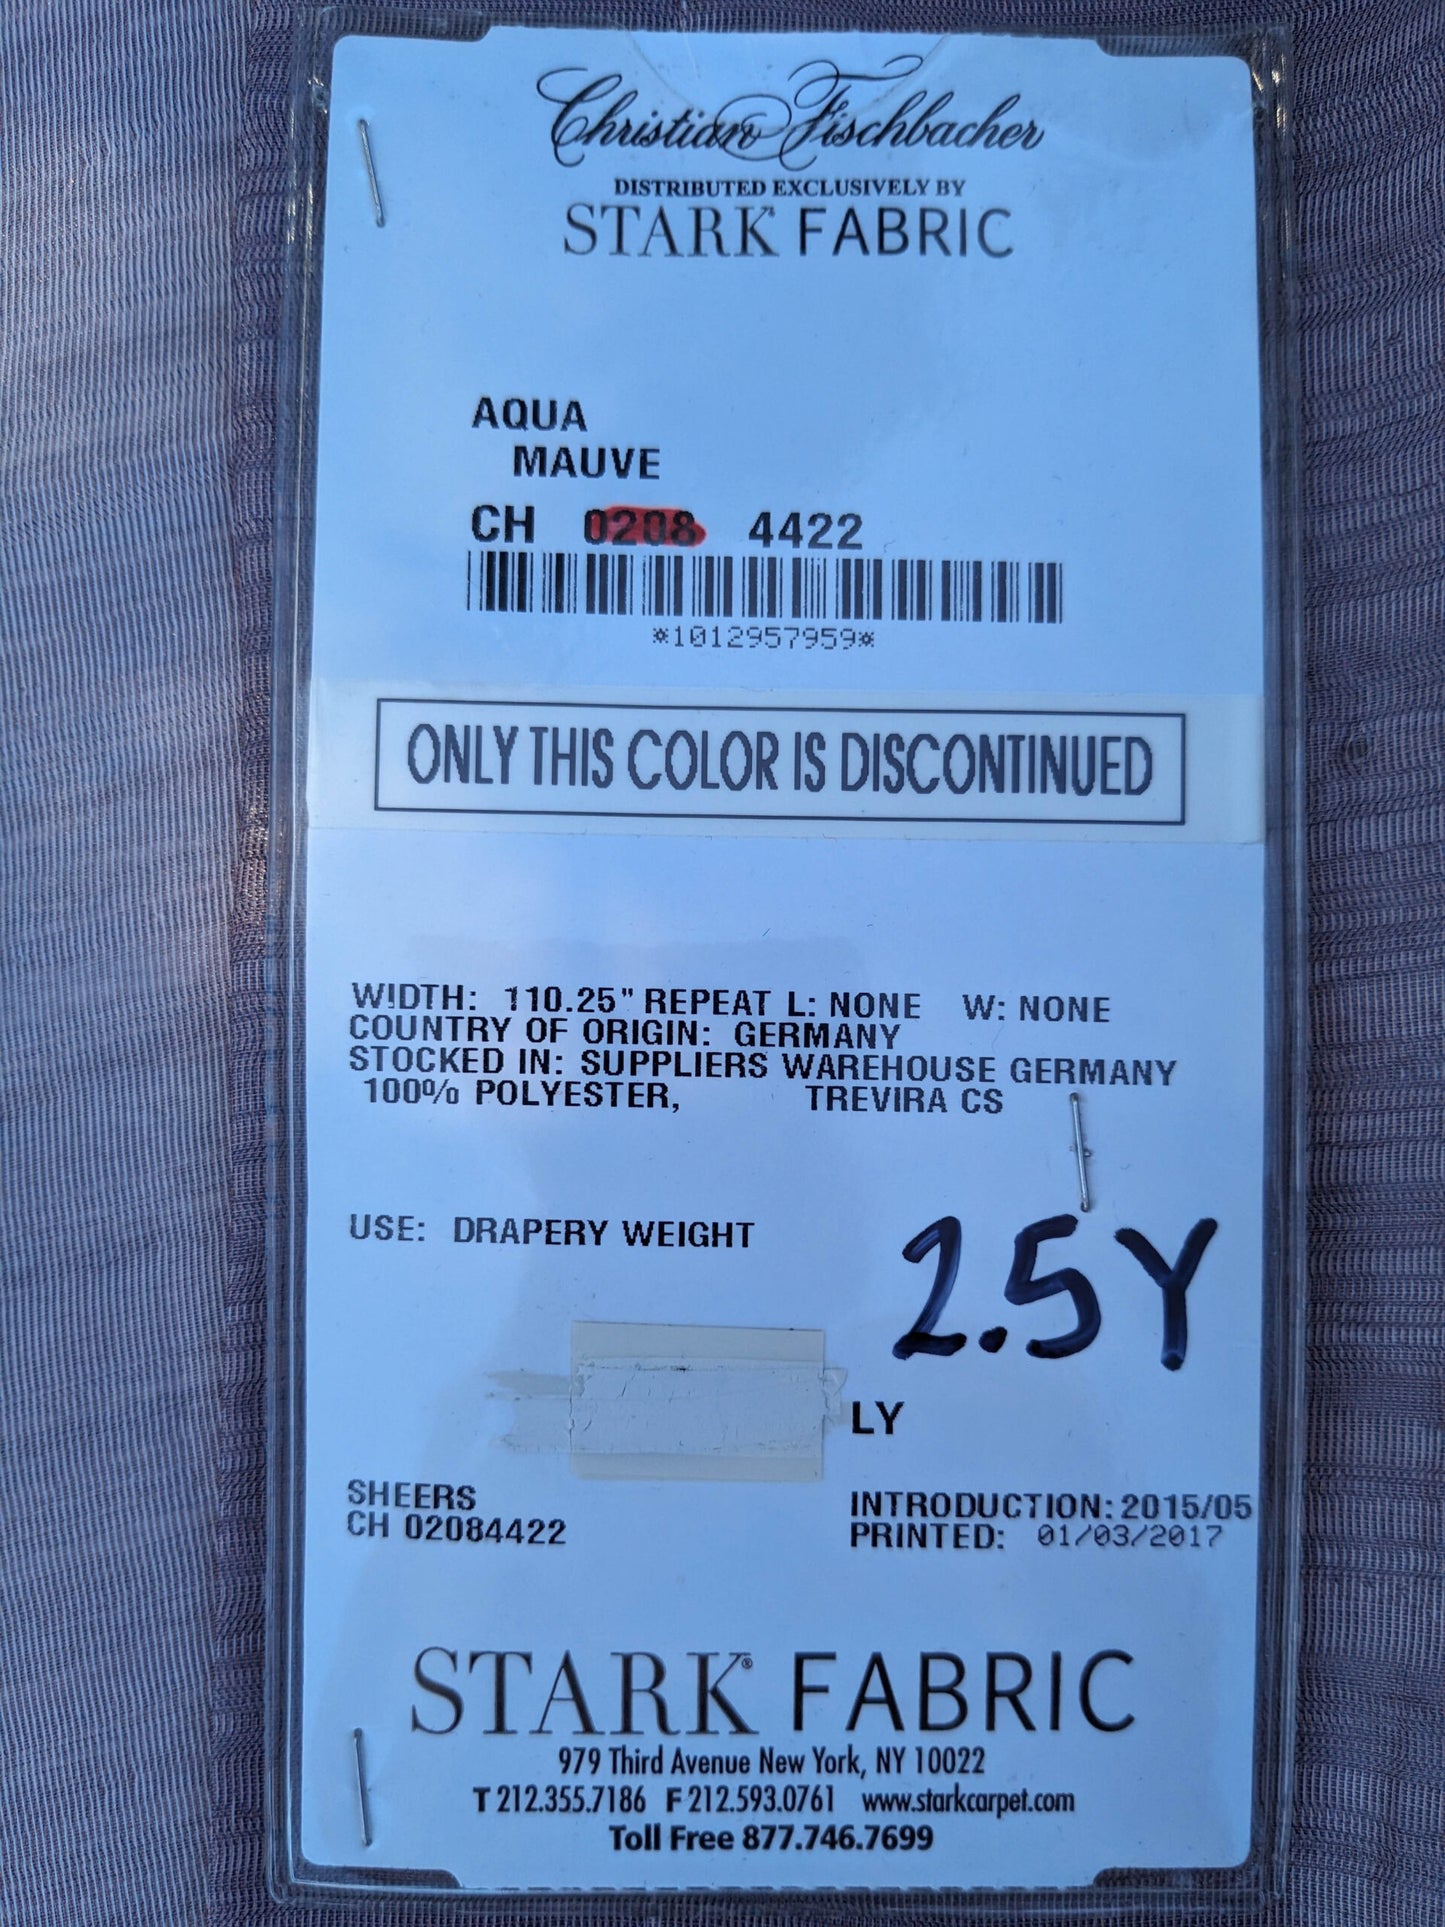 Christian Fischbacher
DISTRIBUTED EXCLUSIVELY BY
STARK® FABRIC
AQUA
MAUVE
CH 0208 4422
*1012957959*
ONLY THIS COLOR IS DISCONTINUED
WIDTH: 110.25" REPEAT L: NONE W: NONE
COUNTRY OF ORIGIN: GERMANY
STOCKED IN: SUPPLIERS WAREHOUSE GERMANY
100% POLYESTER, TREVIRA CS
USE: DRAPERY WEIGHT
2.5Y
LY
SHEERS
CH 02084422
INTRODUCTION: 2015/05
PRINTED: 01/03/2017
STARK® FABRIC
979 Third Avenue New York, NY 10022
T 212.355.7186 F 212.593.0761 www.starkcarpet.com
Toll Free 877.746.7699